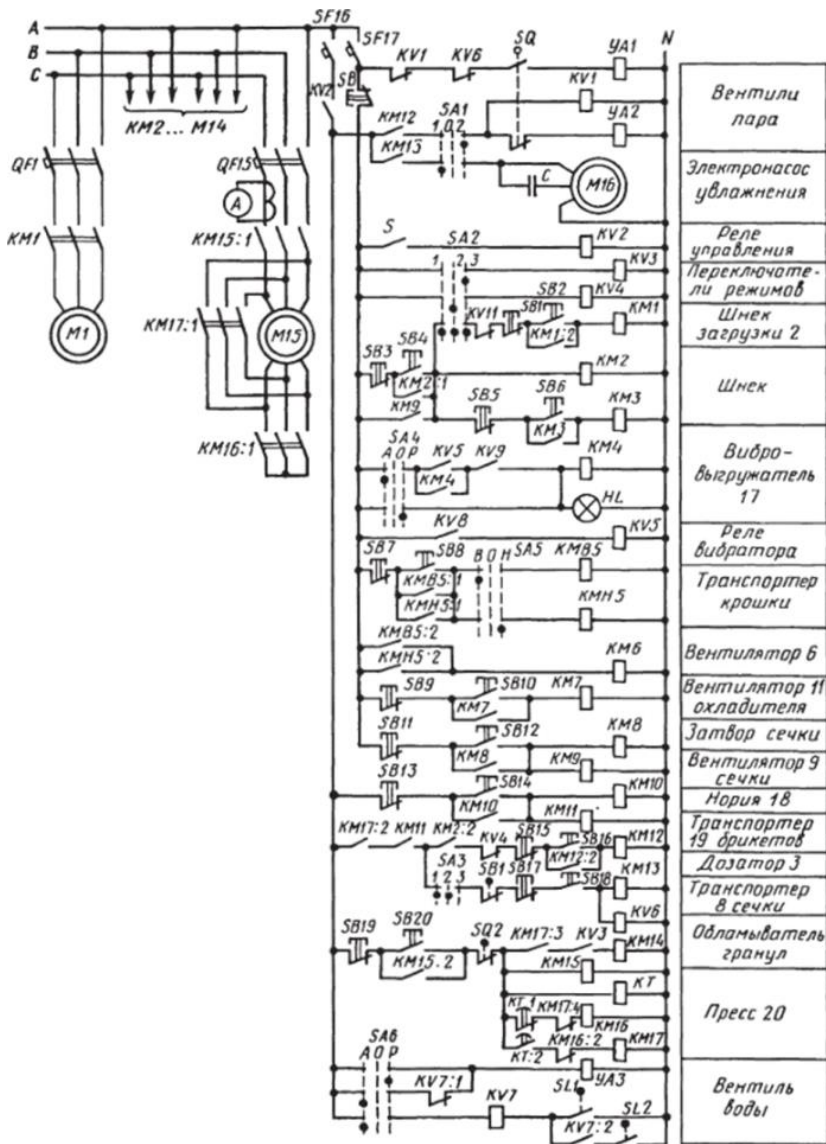 SF16
A
B
C
SF17
KV1 KV6 SQ YA1 N
KV2
SB
KV1
KM2... M14
KM12 SA1
1 0 2
YA2
Вентили
пара
KM13
QF1
QF15
C
M16
Электронасос
увлажнения
A
KM1
KM15:1
S SA2 KV2
Реле
управления
1 2 3
KV3
Переключате-
ли режимов
SB2 KV4
KV11 SB1 KM1
KM1:2
Шнек
загрузки 2
KM17:1
M1
M15
SB3 SB4
KM2:1
KM2
Шнек
KM9 SB5 SB6 KM3
KM3
KM16:1
SA4
A O P
KV5 KV9 KM4
KM4
HL
Вибро-
выгружатель
17
KV8 KV5
Реле
вибратора
SB7 SB8 SA5 KMB5
В О Н
KMB5:1
KMH5:1
KMH5
Транспортер
крошки
KMB5:2
KMH5:2
KM6
Вентилятор 6
SB9 SB10 KM7
KM7
Вентилятор 11
охладителя
SB11 SB12 KM8
KM8 KM9
Затвор сечки
Вентилятор 9
сечки
SB13 SB14 KM10
KM10 KM11
Нория 18
KM17:2 KM11 KM2:2 KV4 SB15 SB16 KM12
KM12:2
Транспортер
19 брикетов
Дозатор 3
SA3
1 2 3
SB1 SB17 SB18 KM13
Транспортер
8 сечки
KV6
SB19 SB20 SQ2 KM17:3 KV3 KM14
KM15.2
KM15
Обламыватель
гранул
KT
KT:1 KM17:4 KM16
KT:2 KM16:2 KM17
Пресс 20
SA6
A O P
KV7:1
YA3
KV7 SL1 SL2
KV7:2
Вентиль
воды